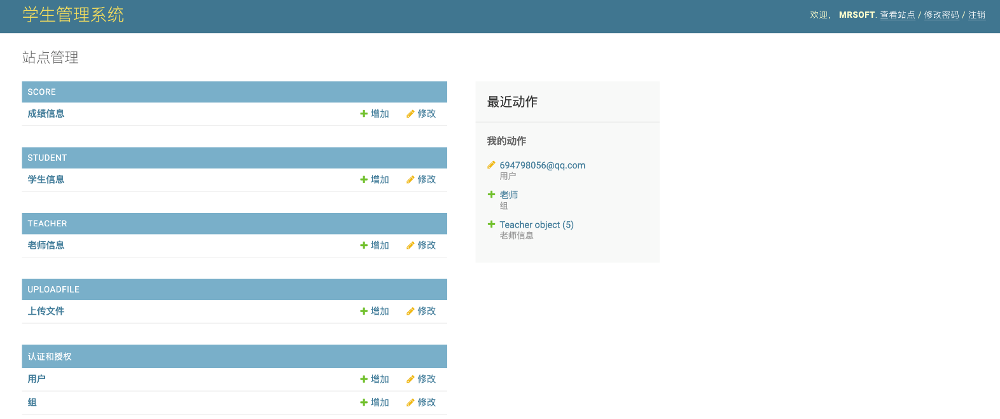 学生管理系统
欢迎， MRSOFT. 查看站点 / 修改密码 / 注销
站点管理
SCORE
成绩信息 增加 修改
STUDENT
学生信息 增加 修改
TEACHER
老师信息 增加 修改
UPLOADFILE
上传文件 增加 修改
认证和授权
用户 增加 修改
组 增加 修改
最近动作
我的动作
694798056@qq.com
用户
老师
组
Teacher object (5)
老师信息